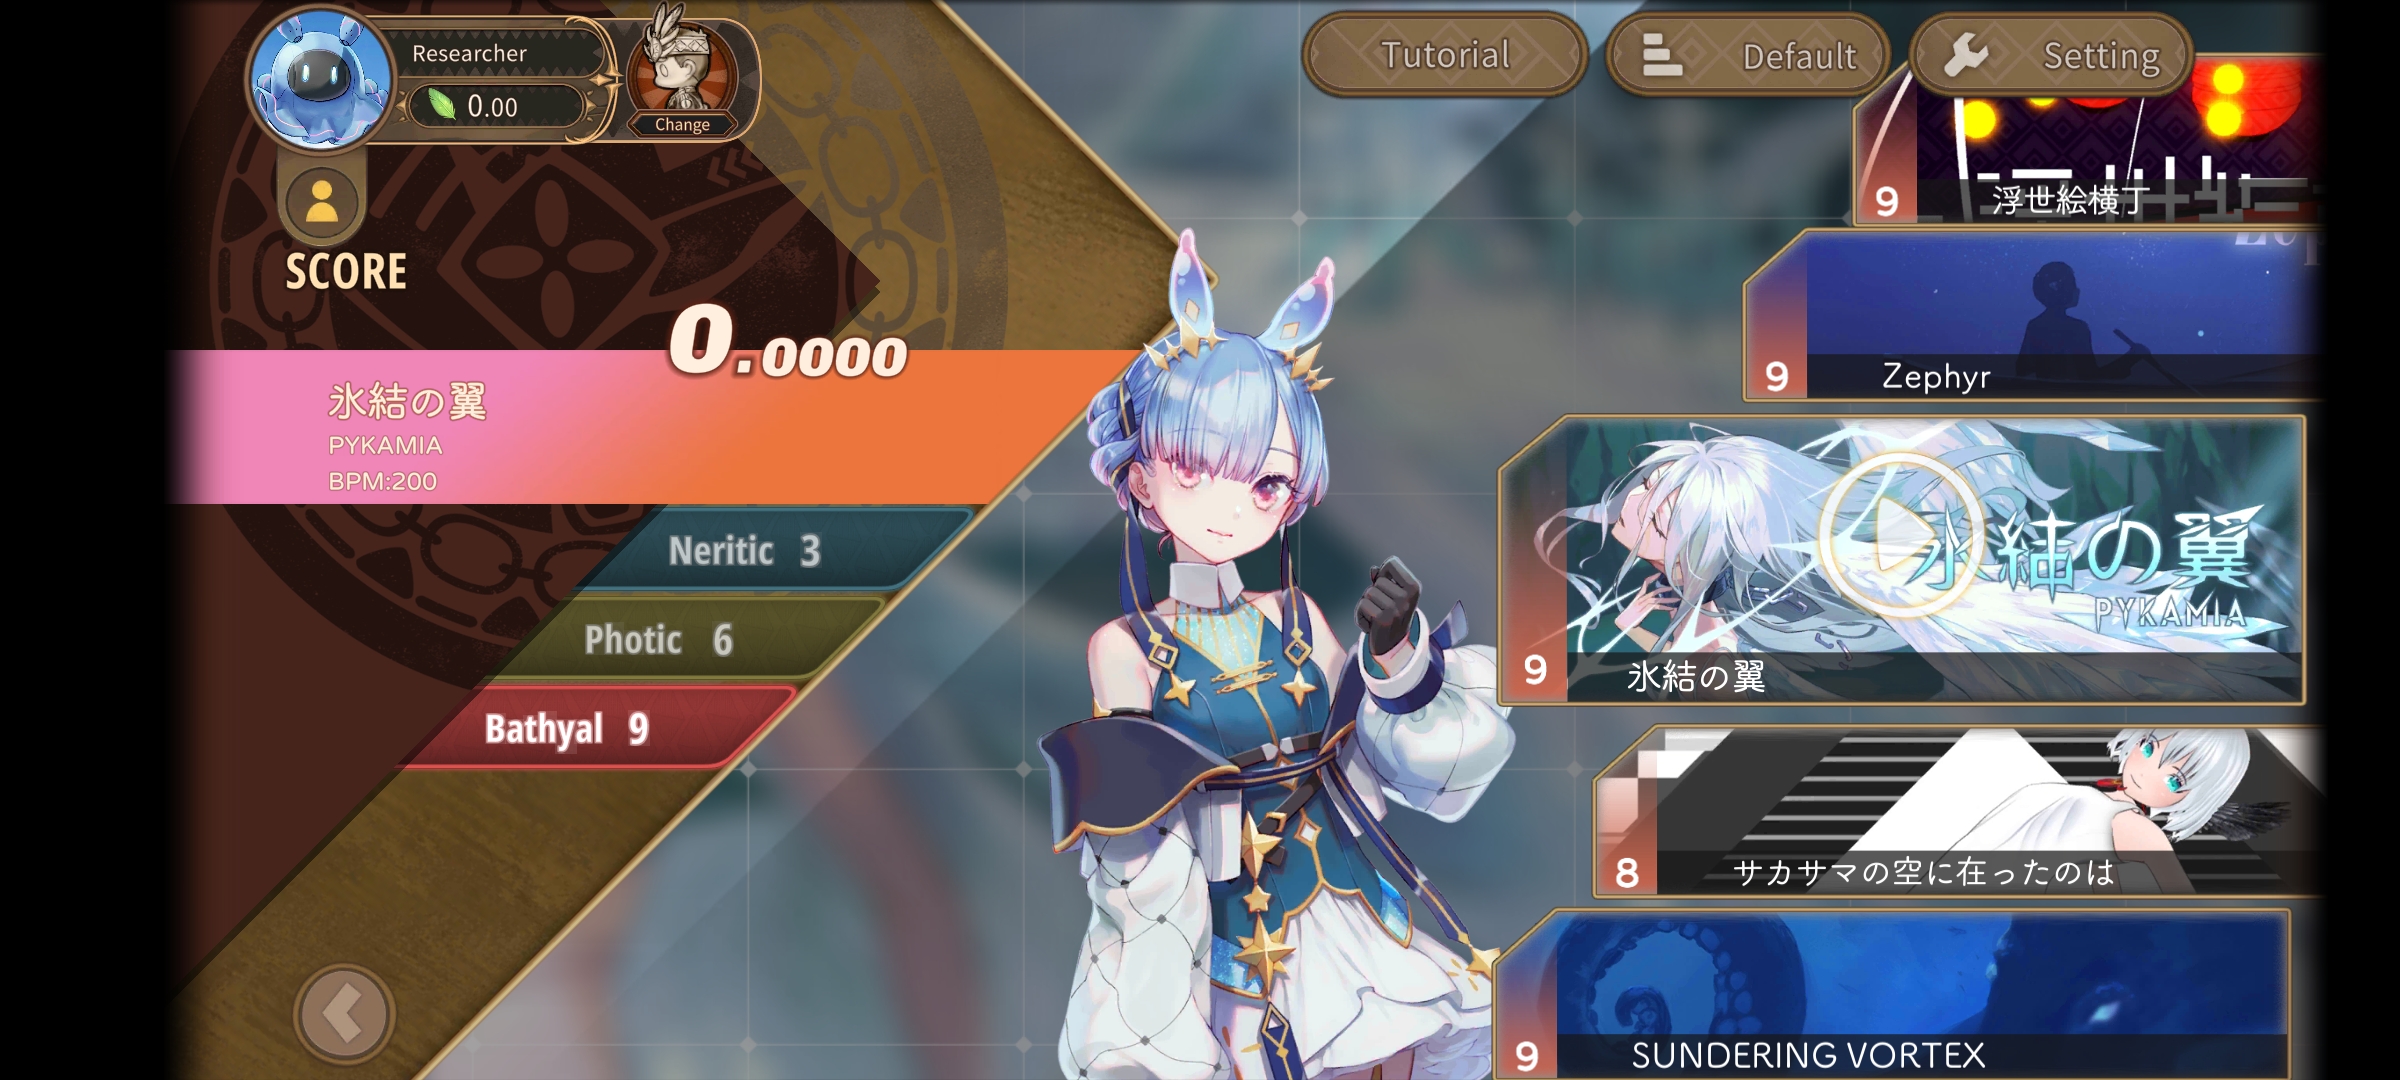 Researcher
0.00
Change
Tutorial
Default
Setting
SCORE
0.0000
氷結の翼
PYKAMIA
BPM:200
Neritic 3
Photic 6
Bathyal 9
9 浮世絵横丁
9 Zephyr
氷結の翼
PYKAMIA
9 氷結の翼
8 サカサマの空に在ったのは
9 SUNDERING VORTEX